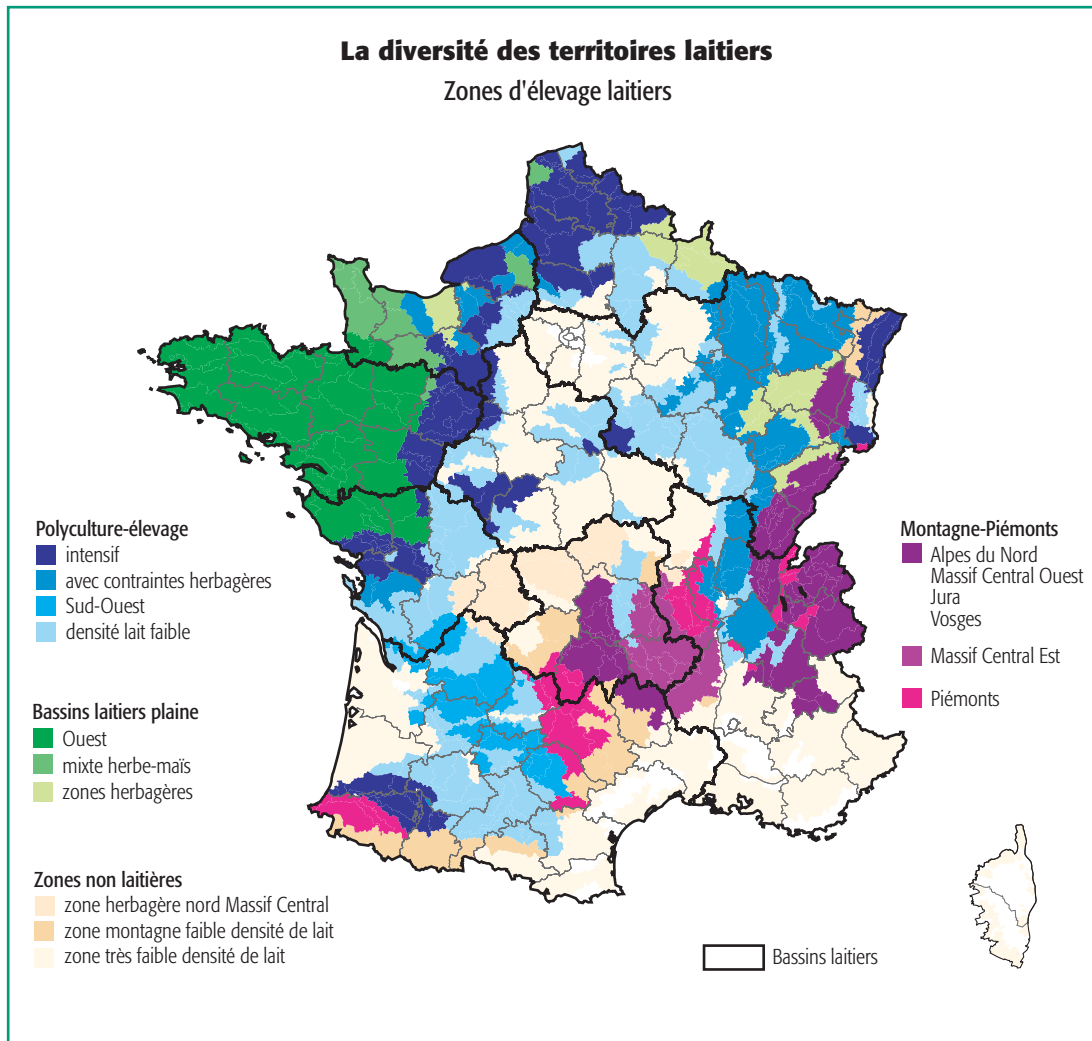 La diversité des territoires laitiers
Zones d'élevage laitiers
Polyculture-élevage
intensif
avec contraintes herbagères
Sud-Ouest
densité lait faible
Bassins laitiers plaine
Ouest
mixte herbe-maïs
zones herbagères
Zones non laitières
zone herbagère nord Massif Central
zone montagne faible densité de lait
zone très faible densité de lait
Bassins laitiers
Montagne-Piémonts
Alpes du Nord
Massif Central Ouest
Jura
Vosges
Massif Central Est
Piémonts